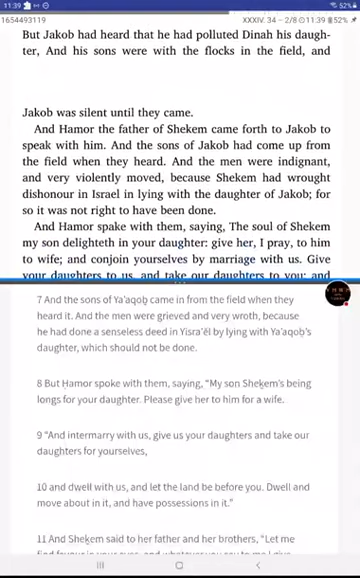 11:39
52%
1654493119
XXXIV. 34 – 2/8 11:39 52%
But Jakob had heard that he had polluted Dinah his daugh-
ter, And his sons were with the flocks in the field, and
Jakob was silent until they came.
And Hamor the father of Shekem came forth to Jakob to
speak with him. And the sons of Jakob had come up from
the field when they heard. And the men were indignant,
and very violently moved, because Shekem had wrought
dishonour in Israel in lying with the daughter of Jakob; for
so it was not right to have been done.
And Hamor spake with them, saying, The soul of Shekem
my son delighteth in your daughter: give her, I pray, to him
to wife; and conjoin yourselves by marriage with us. Give
your daughters to us, and take our daughters to you: and
7 And the sons of Ya‛aqoḇ came in from the field when they
heard it. And the men were grieved and very wroth, because
he had done a senseless deed in Yisra’ĕl by lying with Ya‛aqoḇ’s
daughter, which should not be done.
8 But Ḥamor spoke with them, saying, “My son Sheḵem’s being
longs for your daughter. Please give her to him for a wife.
9 “And intermarry with us, give us your daughters and take our
daughters for yourselves,
10 and dwell with us, and let the land be before you. Dwell and
move about in it, and have possessions in it.”
11 And Sheḵem said to her father and her brothers, “Let me
find favour in your eyes, and whatever you say to me I give